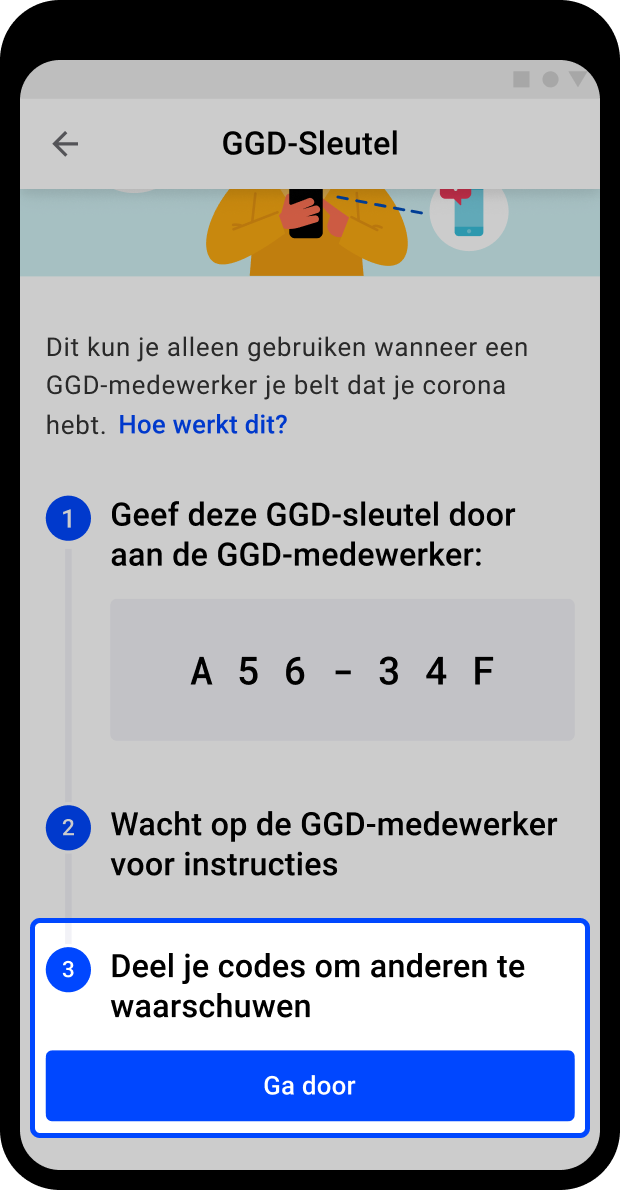 GGD-Sleutel
Dit kun je alleen gebruiken wanneer een
GGD-medewerker je belt dat je corona
hebt. Hoe werkt dit?
1 Geef deze GGD-sleutel door
aan de GGD-medewerker:
A 5 6 - 3 4 F
2 Wacht op de GGD-medewerker
voor instructies
3 Deel je codes om anderen te
waarschuwen
Ga door